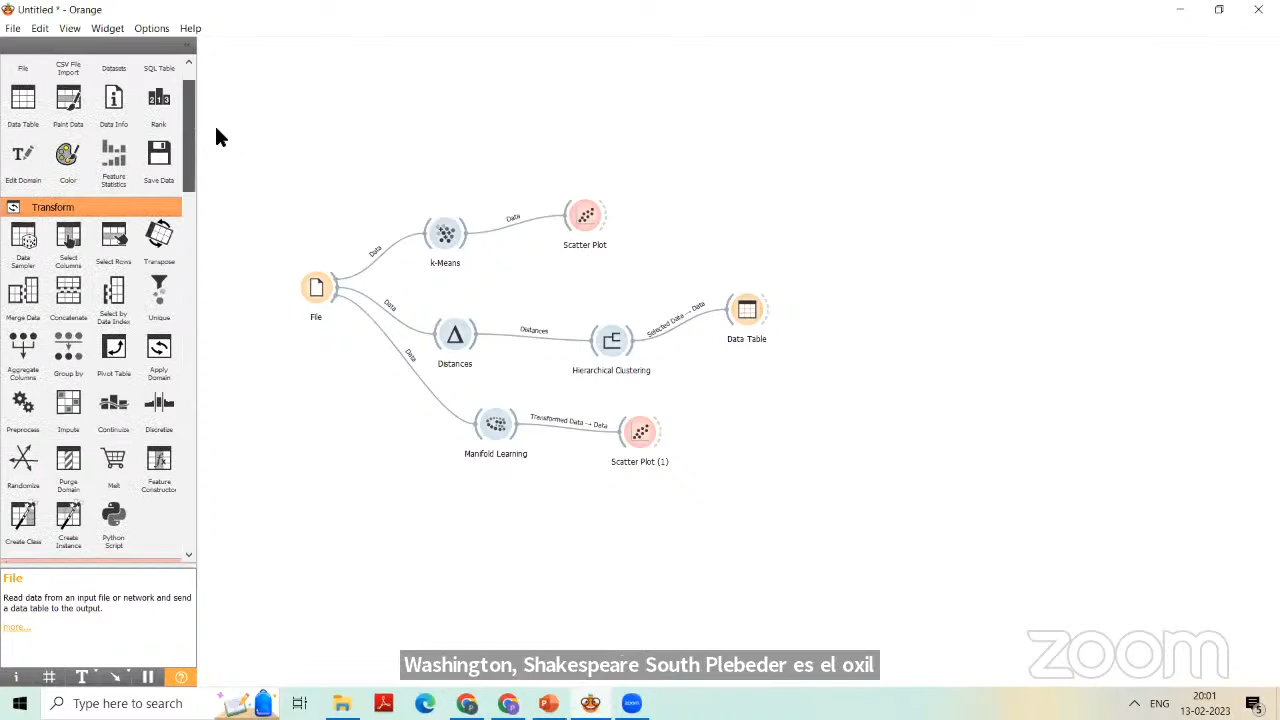 Untitled * - Orange
File Edit View Widget Options Help
File CSV File Import Datasets SQL Table
Data Table Paint Data Data Info Rank
Edit Domain Color Feature Statistics Save Data
Transform
Data Sampler Select Columns Select Rows Transpose
Merge Data Concatenate Select by Data Index Unique
Aggregate Columns Group by Pivot Table Apply Domain
Preprocess Impute Continuize Discretize
Randomize Purge Domain Melt Feature Constructor
Create Class Create Instance Python Script
File
Read data from an input file or network and send
a data table to the output.
more...
Data
Data
Scatter Plot
k-Means
File
Data
Distances
Distances
Selected Data → Data
Data Table
Hierarchical Clustering
Data
Manifold Learning
Transformed Data → Data
Scatter Plot (1)
Washington, Shakespeare South Plebeder es el oxil
zoom
Type here to search
zoom
ENG
20:01
13-02-2023
5